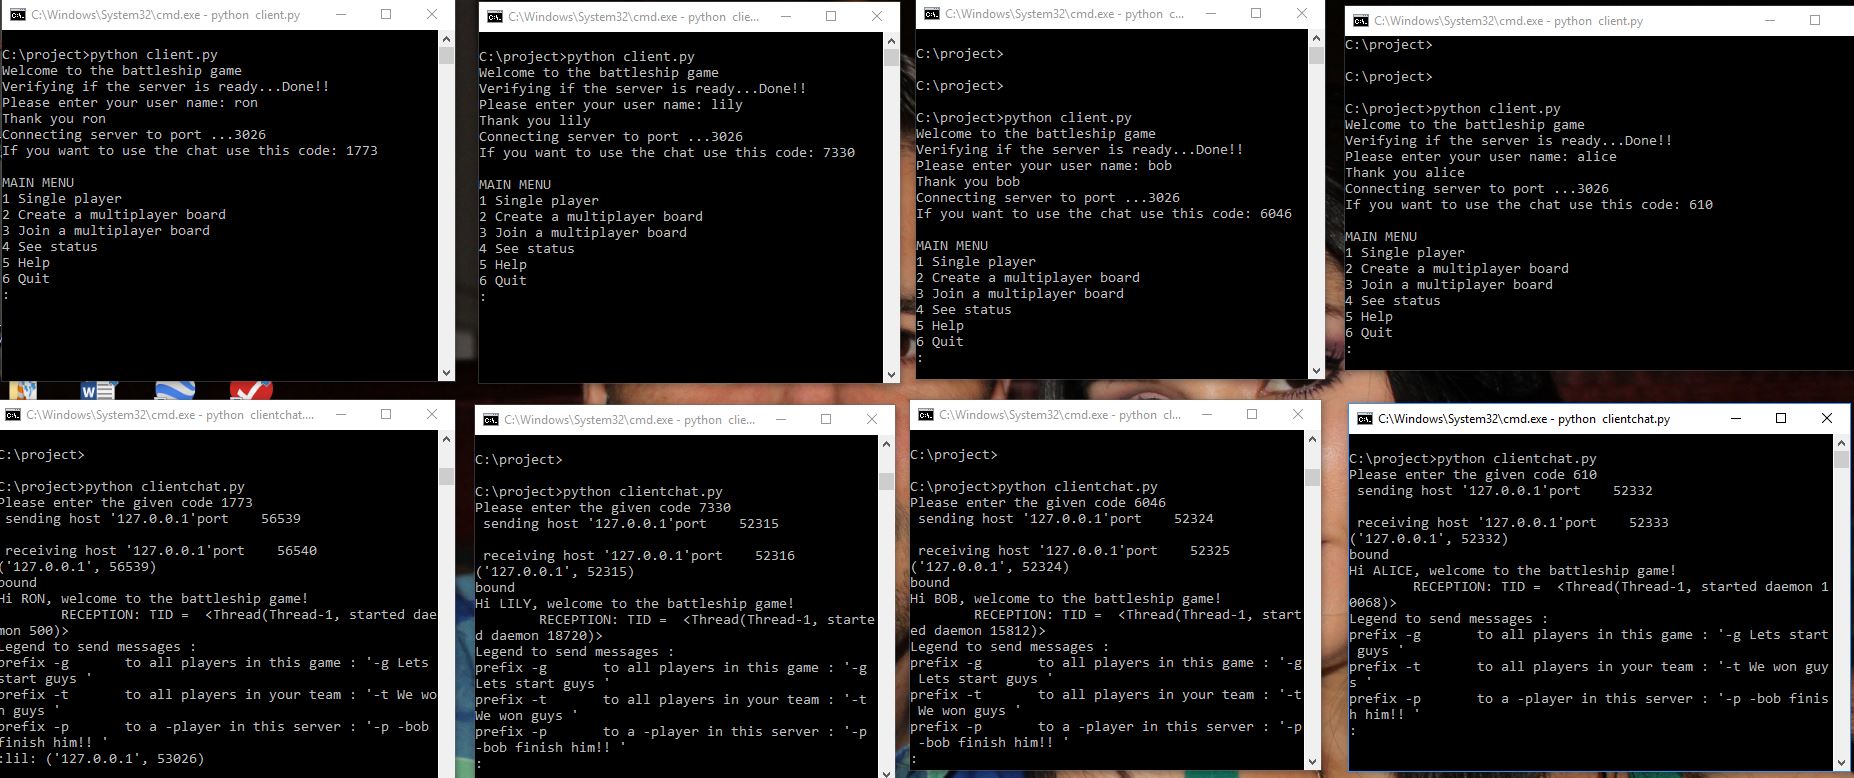 C:\Windows\System32\cmd.exe - python  client.py
C:\project>python client.py
Welcome to the battleship game
Verifying if the server is ready...Done!!
Please enter your user name: ron
Thank you ron
Connecting server to port ...3026
If you want to use the chat use this code: 1773
MAIN MENU
1 Single player
2 Create a multiplayer board
3 Join a multiplayer board
4 See status
5 Help
6 Quit
:
C:\Windows\System32\cmd.exe - python  clie...
C:\project>python client.py
Welcome to the battleship game
Verifying if the server is ready...Done!!
Please enter your user name: lily
Thank you lily
Connecting server to port ...3026
If you want to use the chat use this code: 7330
MAIN MENU
1 Single player
2 Create a multiplayer board
3 Join a multiplayer board
4 See status
5 Help
6 Quit
:
C:\Windows\System32\cmd.exe - python  c...
C:\project>
C:\project>
C:\project>python client.py
Welcome to the battleship game
Verifying if the server is ready...Done!!
Please enter your user name: bob
Thank you bob
Connecting server to port ...3026
If you want to use the chat use this code: 6046
MAIN MENU
1 Single player
2 Create a multiplayer board
3 Join a multiplayer board
4 See status
5 Help
6 Quit
:
C:\Windows\System32\cmd.exe - python  client.py
C:\project>
C:\project>
C:\project>python client.py
Welcome to the battleship game
Verifying if the server is ready...Done!!
Please enter your user name: alice
Thank you alice
Connecting server to port ...3026
If you want to use the chat use this code: 610
MAIN MENU
1 Single player
2 Create a multiplayer board
3 Join a multiplayer board
4 See status
5 Help
6 Quit
:
C:\Windows\System32\cmd.exe - python  clientchat....
C:\project>
C:\project>python clientchat.py
Please enter the given code 1773
 sending host '127.0.0.1'port    56539
 receiving host '127.0.0.1'port    56540
('127.0.0.1', 56539)
bound
Hi RON, welcome to the battleship game!
RECEPTION: TID =  <Thread(Thread-1, started dae
mon 500)>
Legend to send messages :
prefix -g       to all players in this game : '-g Lets
start guys '
prefix -t       to all players in your team : '-t We wo
n guys '
prefix -p       to a -player in this server : '-p -bob
finish him!! '
:lil: ('127.0.0.1', 53026)
C:\Windows\System32\cmd.exe - python  clie...
C:\project>
C:\project>python clientchat.py
Please enter the given code 7330
 sending host '127.0.0.1'port    52315
 receiving host '127.0.0.1'port    52316
('127.0.0.1', 52315)
bound
Hi LILY, welcome to the battleship game!
RECEPTION: TID =  <Thread(Thread-1, starte
d daemon 18720)>
Legend to send messages :
prefix -g       to all players in this game : '-g
Lets start guys '
prefix -t       to all players in your team : '-t
We won guys '
prefix -p       to a -player in this server : '-p
-bob finish him!! '
:
C:\Windows\System32\cmd.exe - python  cl...
C:\project>
C:\project>python clientchat.py
Please enter the given code 6046
 sending host '127.0.0.1'port    52324
 receiving host '127.0.0.1'port    52325
('127.0.0.1', 52324)
bound
Hi BOB, welcome to the battleship game!
RECEPTION: TID =  <Thread(Thread-1, start
ed daemon 15812)>
Legend to send messages :
prefix -g       to all players in this game : '-g
 Lets start guys '
prefix -t       to all players in your team : '-t
 We won guys '
prefix -p       to a -player in this server : '-p
 -bob finish him!! '
:
C:\Windows\System32\cmd.exe - python  clientchat.py
C:\project>python clientchat.py
Please enter the given code 610
 sending host '127.0.0.1'port    52332
 receiving host '127.0.0.1'port    52333
('127.0.0.1', 52332)
bound
Hi ALICE, welcome to the battleship game!
RECEPTION: TID =  <Thread(Thread-1, started daemon 1
0068)>
Legend to send messages :
prefix -g       to all players in this game : '-g Lets start
 guys '
prefix -t       to all players in your team : '-t We won guy
s '
prefix -p       to a -player in this server : '-p -bob finis
h him!! '
: